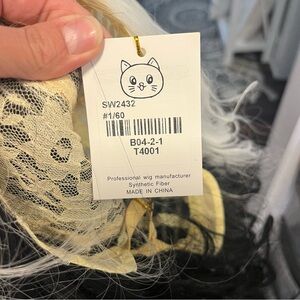 SW2432
#1/60
B04-2-1
T4001
Professional wig manufacturer
Synthetic Fiber
MADE IN CHINA